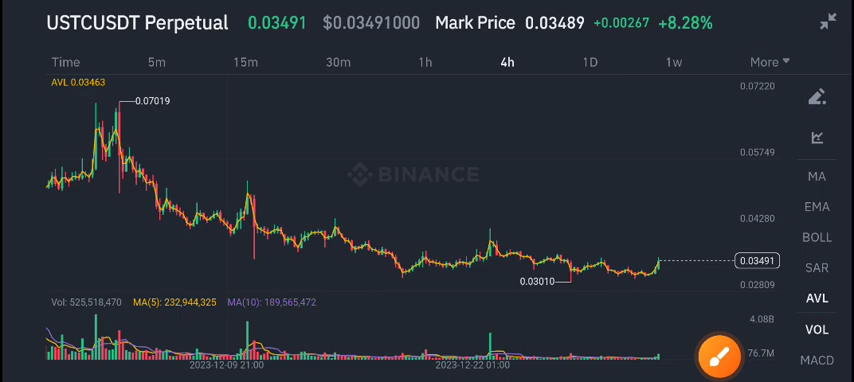 USTCUSDT Perpetual 0.03491 $0.03491000 Mark Price 0.03489 +0.00267 +8.28%
Time 5m 15m 30m 1h 4h 1D 1w More
AVL 0.03463
0.07220
0.07019
0.05749
BINANCE
MA
EMA
0.04280
BOLL
0.03491
SAR
0.03010
0.02809
AVL
Vol: 525,518,470 MA(5): 232,944,325 MA(10): 189,565,472
4.08B
VOL
76.7M
MACD
2023-12-09 21:00
2023-12-22 01:00